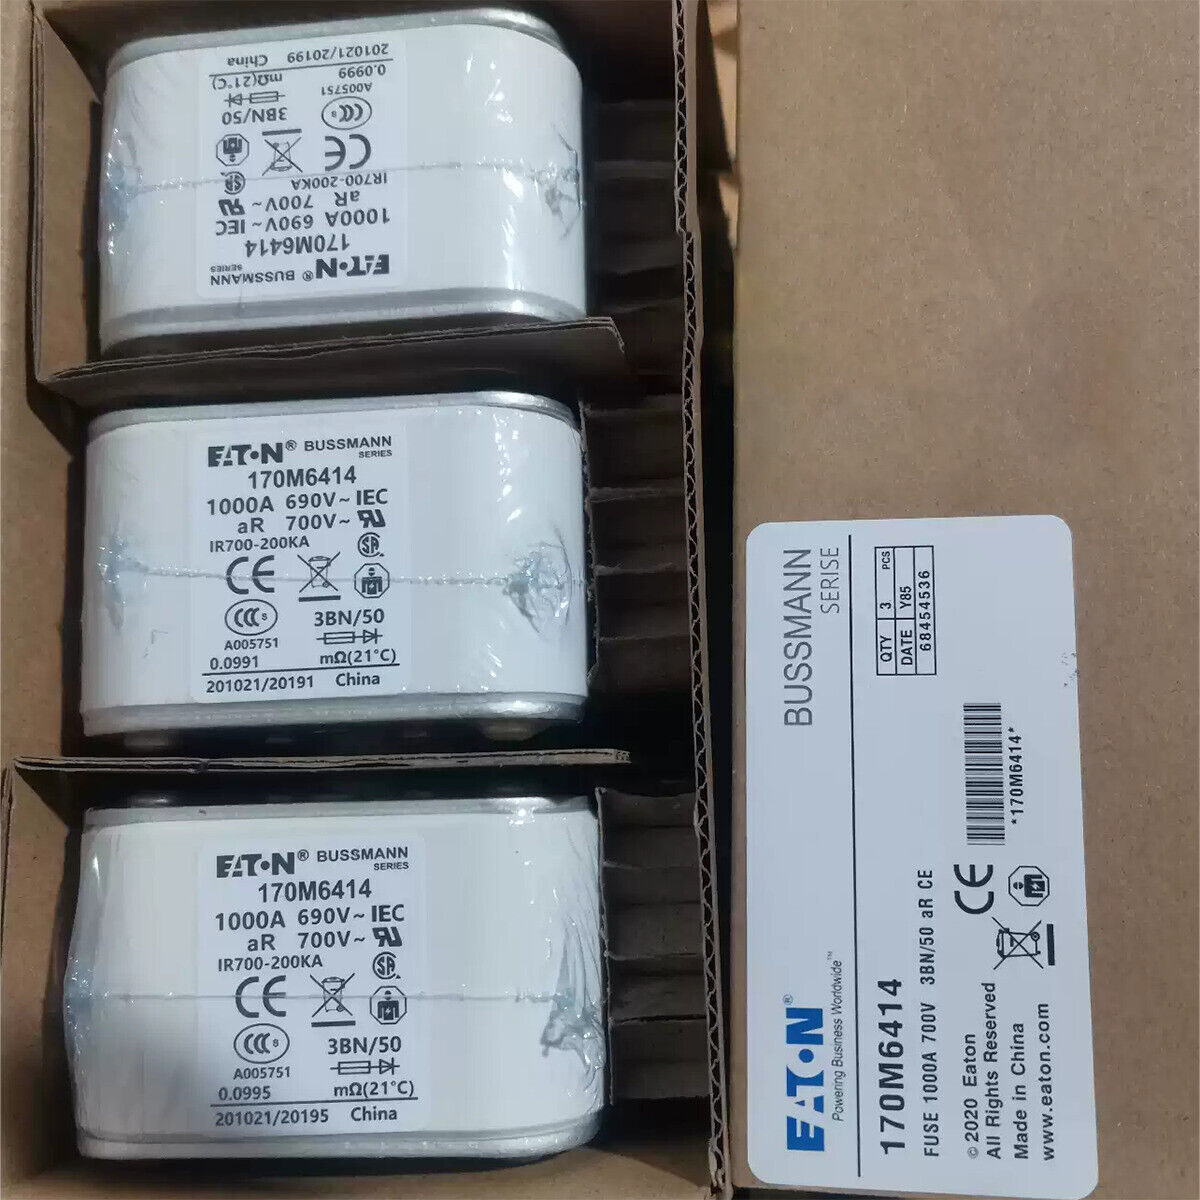 EATON® BUSSMANN
SERIES
170M6414
1000A 690V~ IEC
aR 700V~
IR700-200KA
CE
3BN/50
CCC S
A005751
0.0999 mΩ(21°C)
201021/20199 China
EATON® BUSSMANN
SERIES
170M6414
1000A 690V~ IEC
aR 700V~
IR700-200KA
CE
CCC S
3BN/50
A005751
0.0991 mΩ(21°C)
201021/20191 China
EATON® BUSSMANN
SERIES
170M6414
1000A 690V~ IEC
aR 700V~
IR700-200KA
CE
CCC S
3BN/50
A005751
0.0995 mΩ(21°C)
201021/20195 China
EATON®
Powering Business Worldwide™
BUSSMANN
SERISE
170M6414
FUSE 1000A 700V 3BN/50 aR CE
QTY 3 PCS
DATE Y85
68454536
© 2020 Eaton
All Rights Reserved
Made in China
www.eaton.com
CE
*170M6414*